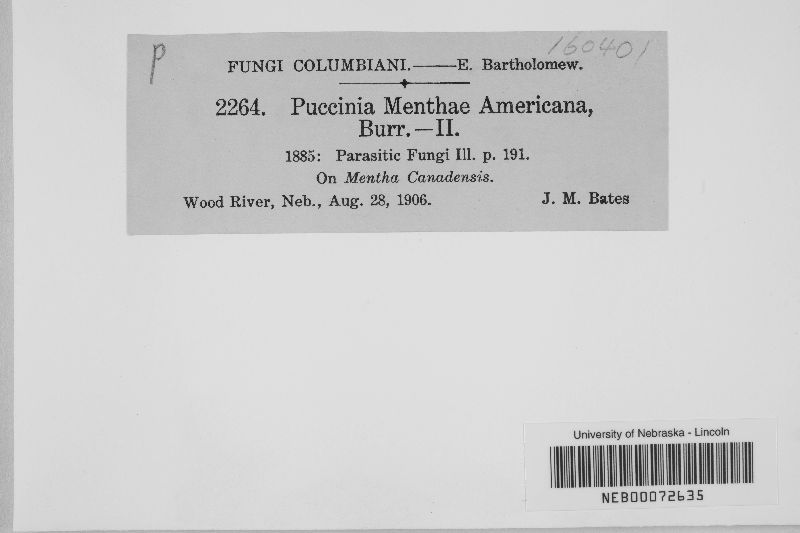 p
160401
FUNGI COLUMBIANI.——E. Bartholomew.
2264. Puccinia Menthae Americana,
Burr.—II.
1885: Parasitic Fungi Ill. p. 191.
On Mentha Canadensis.
Wood River, Neb., Aug. 28, 1906. J. M. Bates
University of Nebraska - Lincoln
NEB00072635